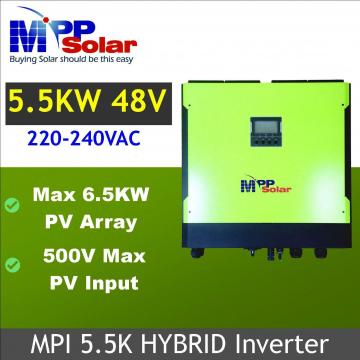 MPP
Solar
Buying Solar should be this easy
5.5KW 48V
220-240VAC
Max 6.5KW
PV Array
500V Max
PV Input
MPP
Solar
MPI 5.5K HYBRID Inverter